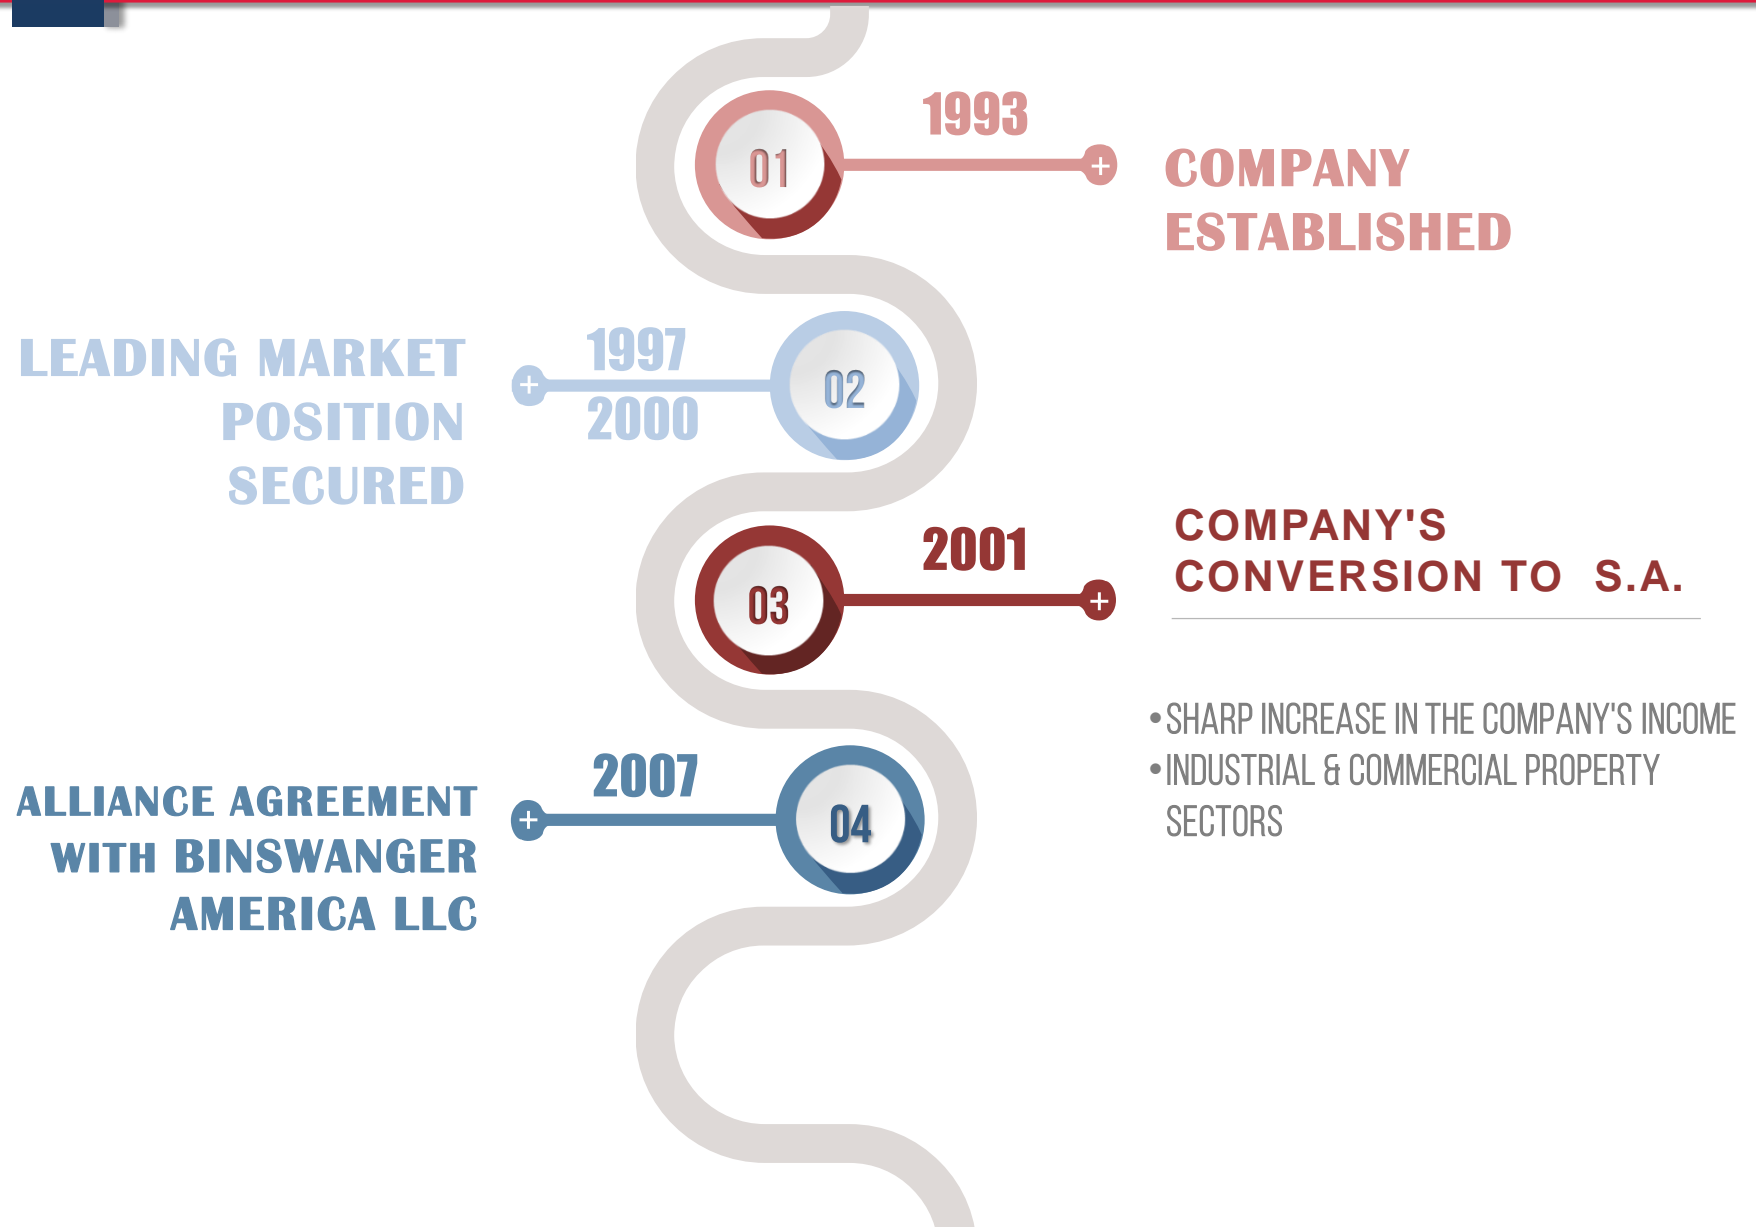 01
1993
COMPANY
ESTABLISHED
LEADING MARKET
POSITION
SECURED
1997
2000
02
03
2001
COMPANY'S
CONVERSION TO S.A.
•SHARP INCREASE IN THE COMPANY'S INCOME
•INDUSTRIAL & COMMERCIAL PROPERTY
SECTORS
ALLIANCE AGREEMENT
WITH BINSWANGER
AMERICA LLC
2007
04